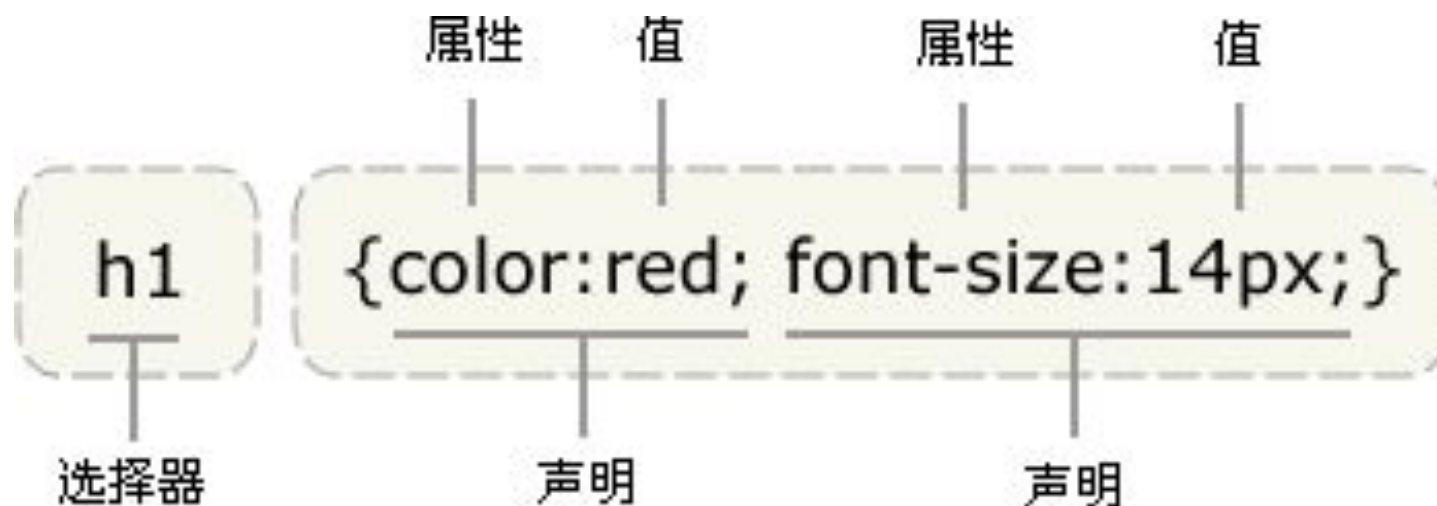 属性 值 属性 值
h1 {color:red; font-size:14px;}
选择器 声明 声明